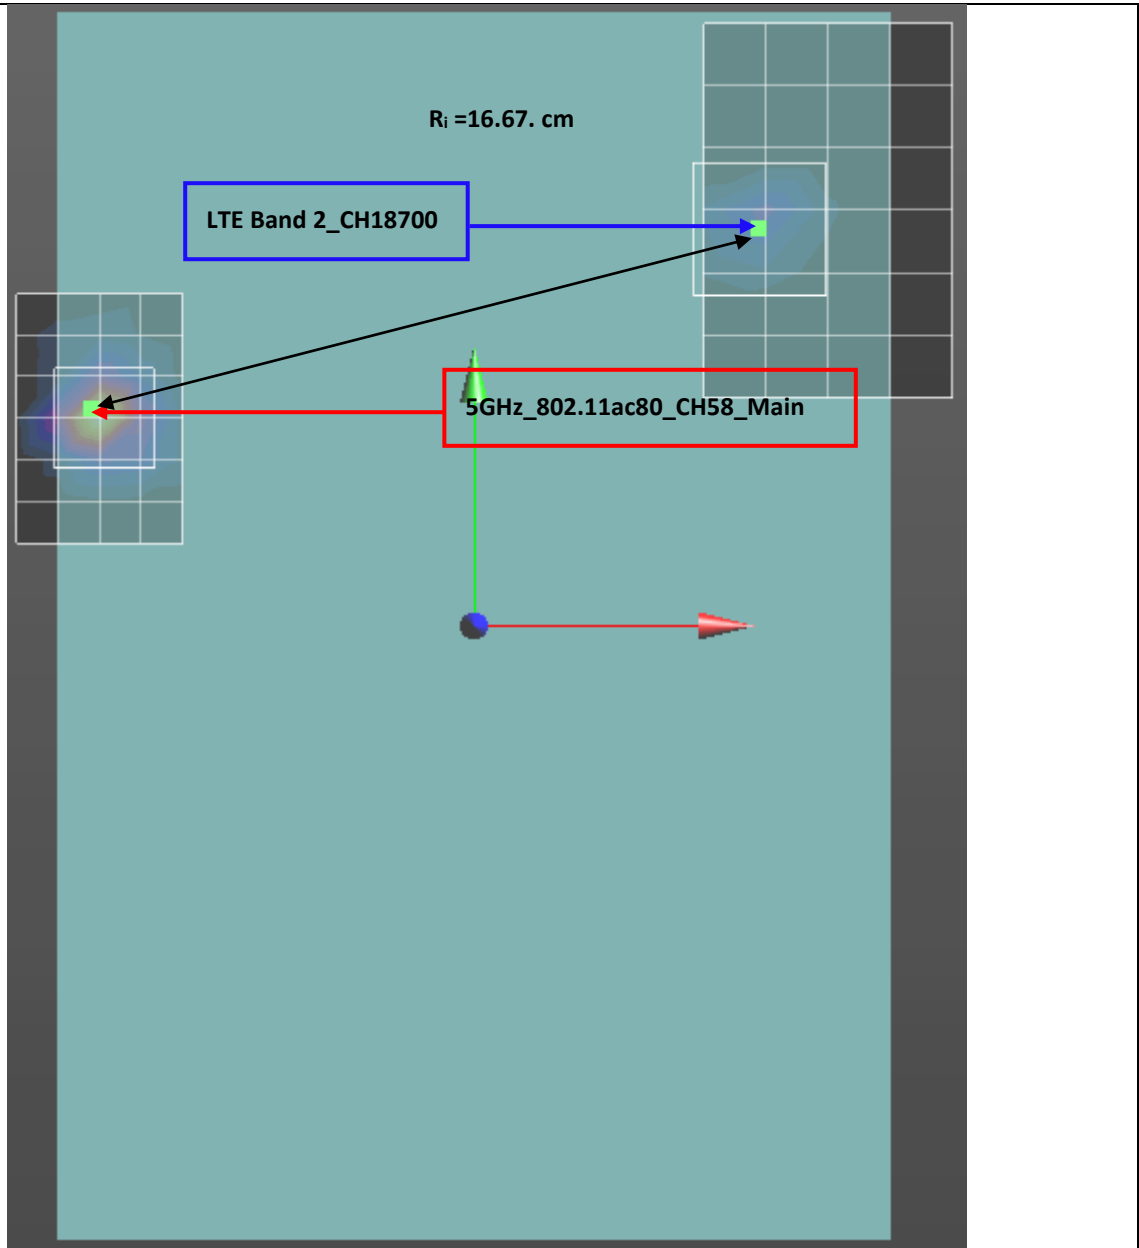 Rᵢ =16.67. cm
LTE Band 2_CH18700
5GHz_802.11ac80_CH58_Main